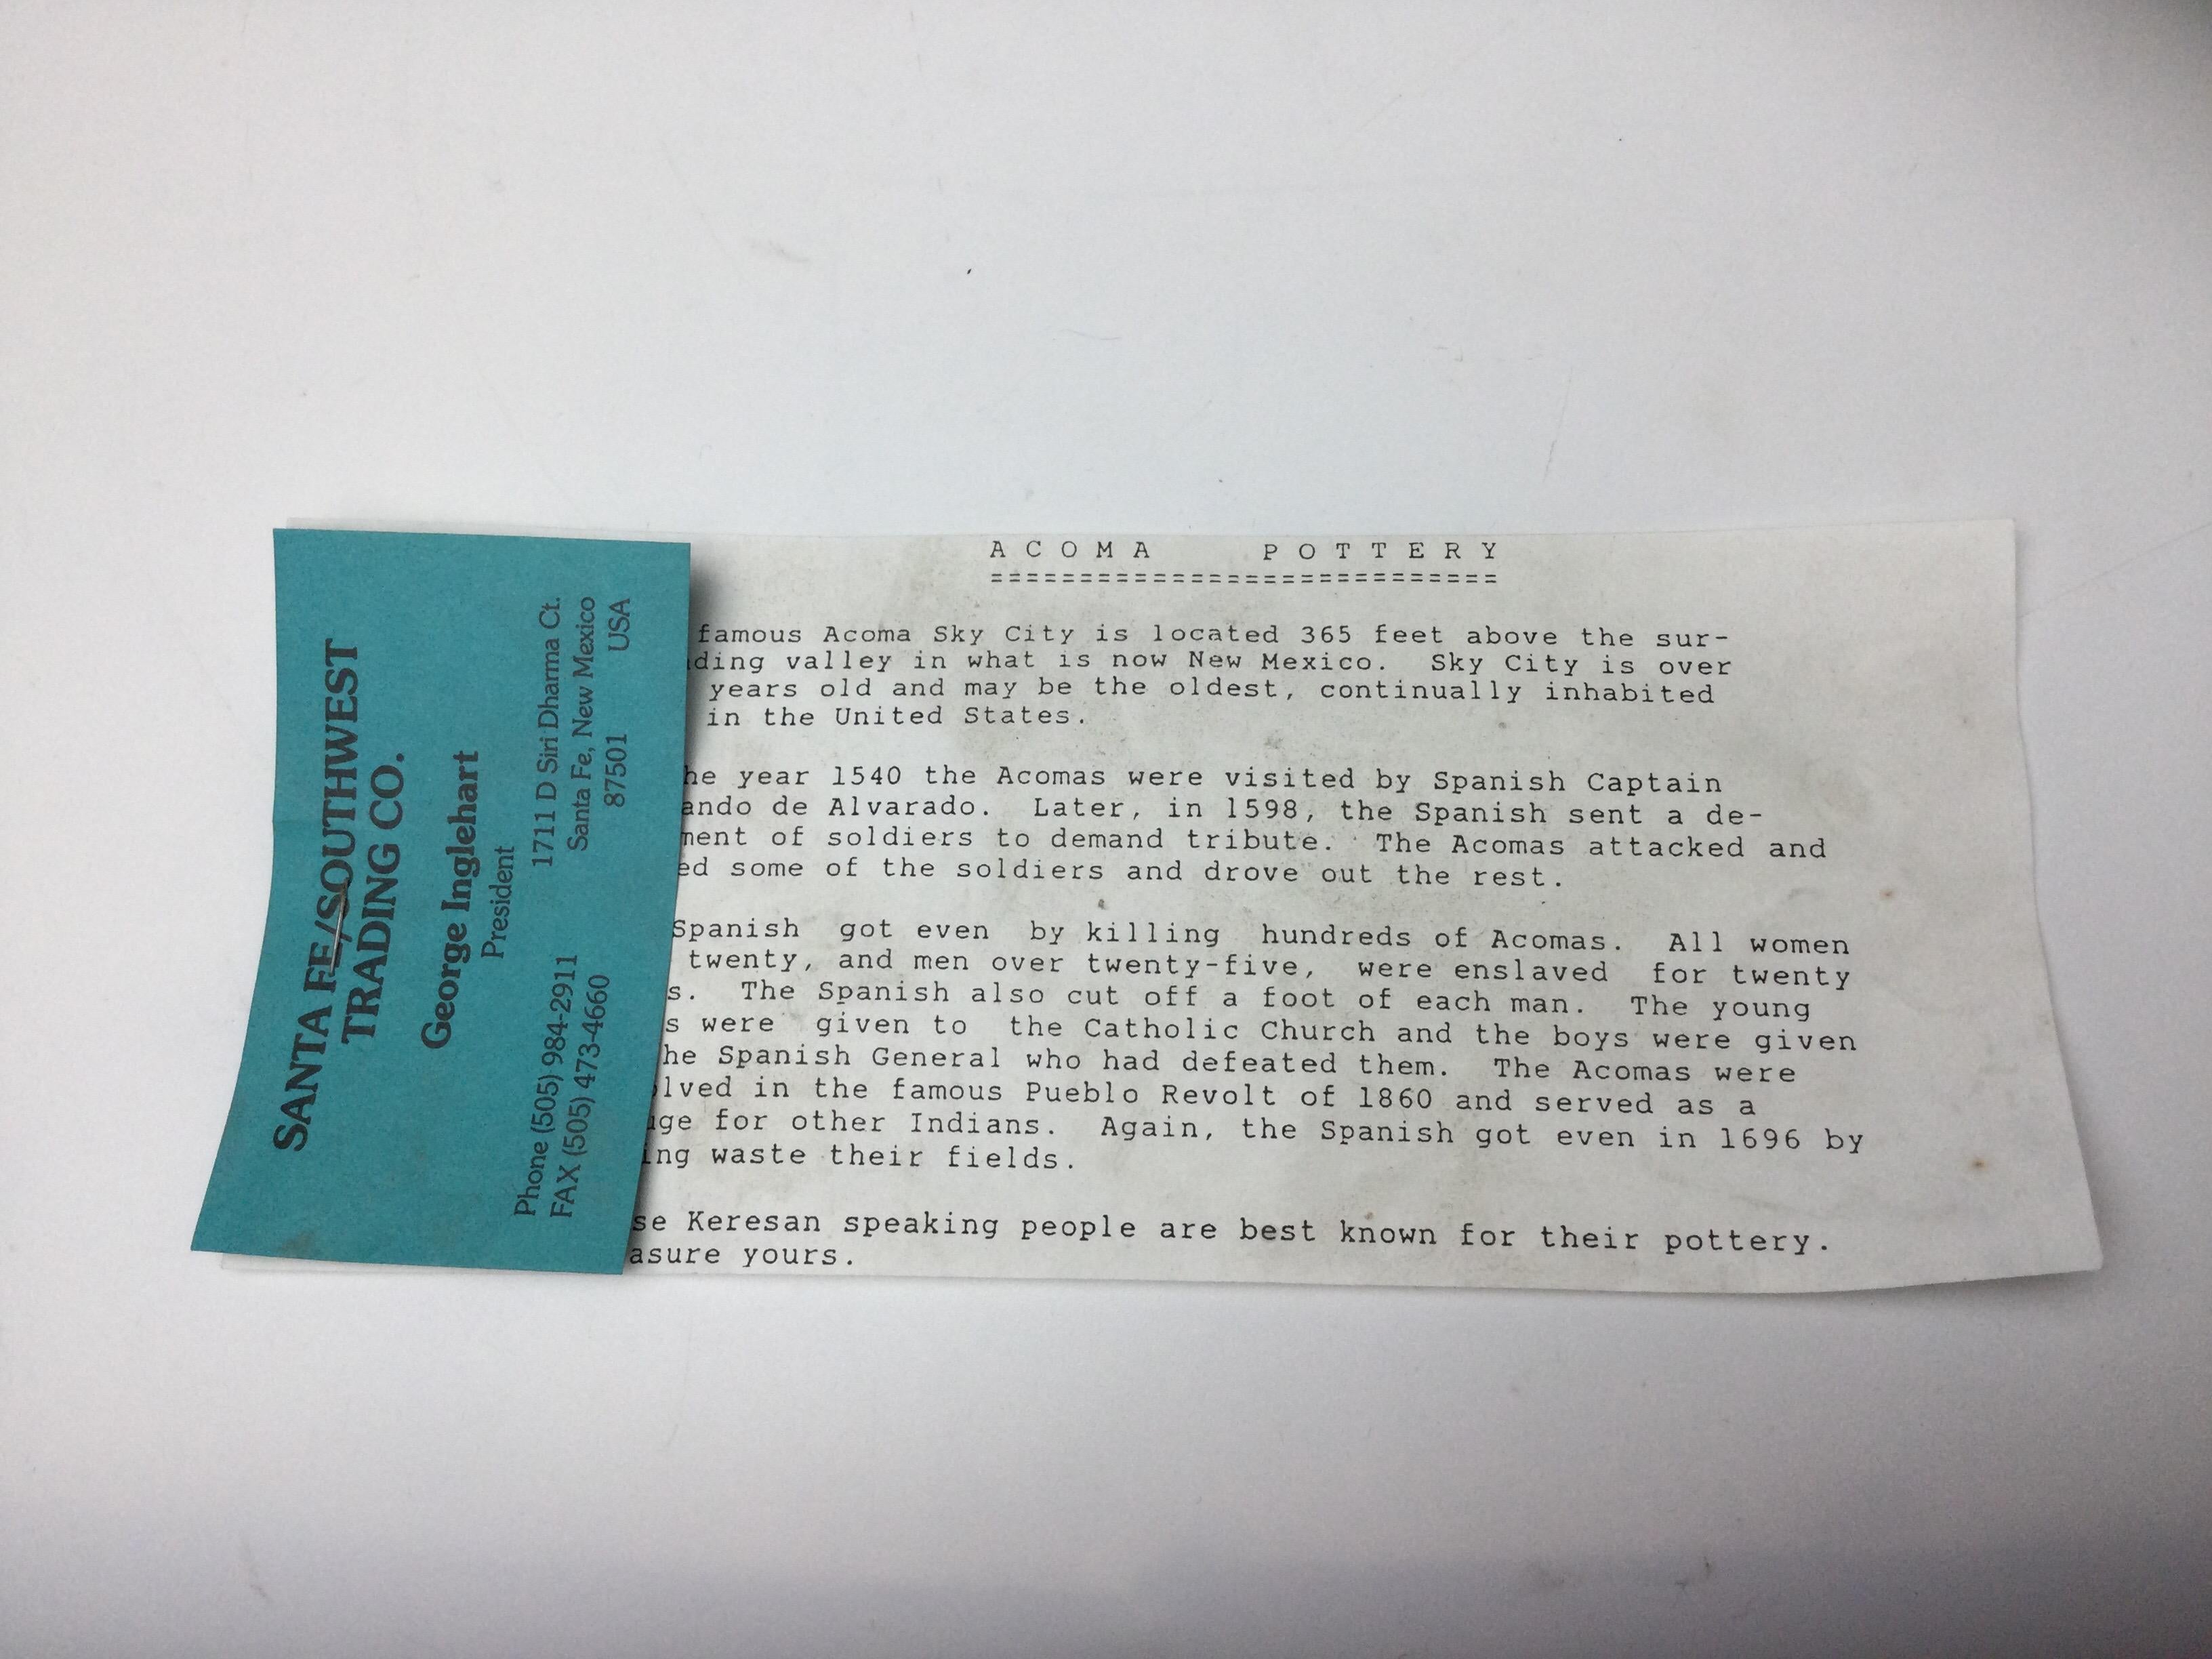 SANTA FE/SOUTHWEST
TRADING CO.
George Inglehart
President
1711 D Siri Dharma Ct.
Santa Fe, New Mexico
87501 USA
Phone (505) 984-2911
FAX (505) 473-4660
ACOMA POTTERY
===========================
famous Acoma Sky City is located 365 feet above the sur-
ding valley in what is now New Mexico. Sky City is over
years old and may be the oldest, continually inhabited
in the United States.
he year 1540 the Acomas were visited by Spanish Captain
ando de Alvarado. Later, in 1598, the Spanish sent a de-
ment of soldiers to demand tribute. The Acomas attacked and
ed some of the soldiers and drove out the rest.
Spanish got even by killing hundreds of Acomas. All women
twenty, and men over twenty-five, were enslaved for twenty
s. The Spanish also cut off a foot of each man. The young
s were given to the Catholic Church and the boys were given
he Spanish General who had defeated them. The Acomas were
olved in the famous Pueblo Revolt of 1860 and served as a
uge for other Indians. Again, the Spanish got even in 1696 by
ing waste their fields.
se Keresan speaking people are best known for their pottery.
asure yours.